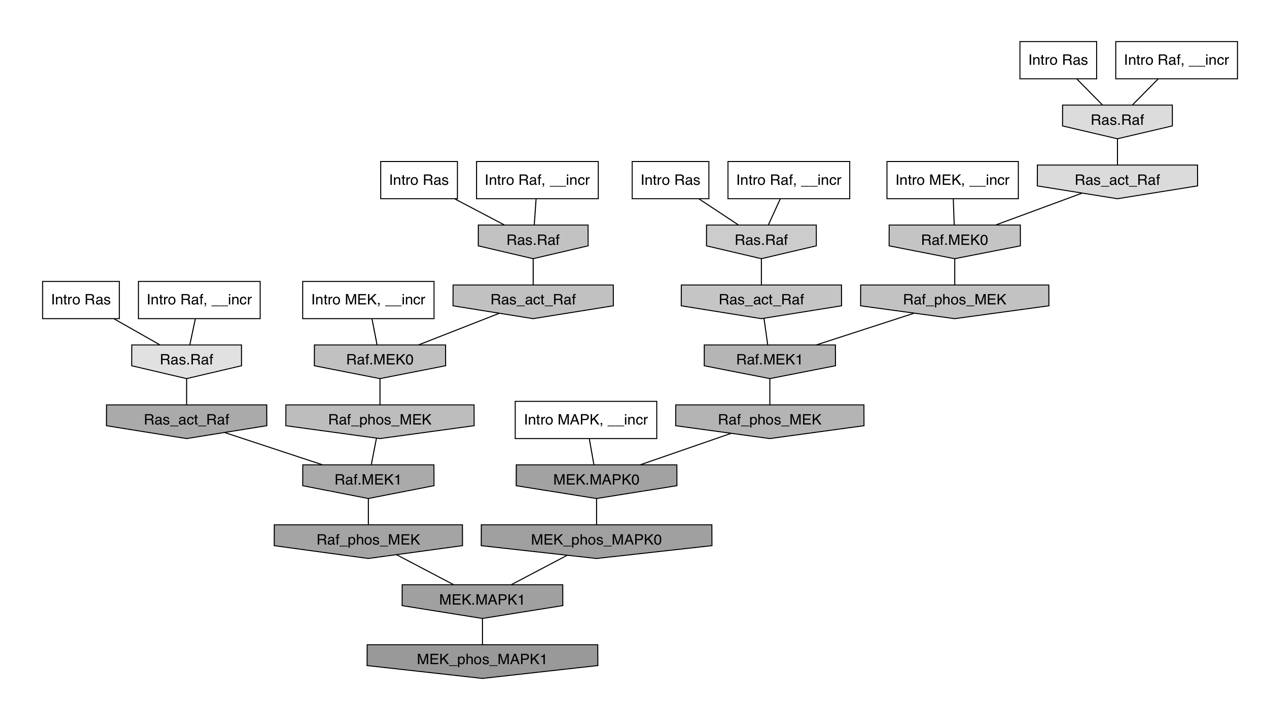 Intro Ras
Intro Raf, __incr
Ras.Raf
Intro Ras
Intro Raf, __incr
Intro Ras
Intro Raf, __incr
Intro MEK, __incr
Ras_act_Raf
Ras.Raf
Ras.Raf
Raf.MEK0
Intro Ras
Intro Raf, __incr
Intro MEK, __incr
Ras_act_Raf
Ras_act_Raf
Raf_phos_MEK
Ras.Raf
Raf.MEK0
Raf.MEK1
Ras_act_Raf
Raf_phos_MEK
Intro MAPK, __incr
Raf_phos_MEK
Raf.MEK1
MEK.MAPK0
Raf_phos_MEK
MEK_phos_MAPK0
MEK.MAPK1
MEK_phos_MAPK1